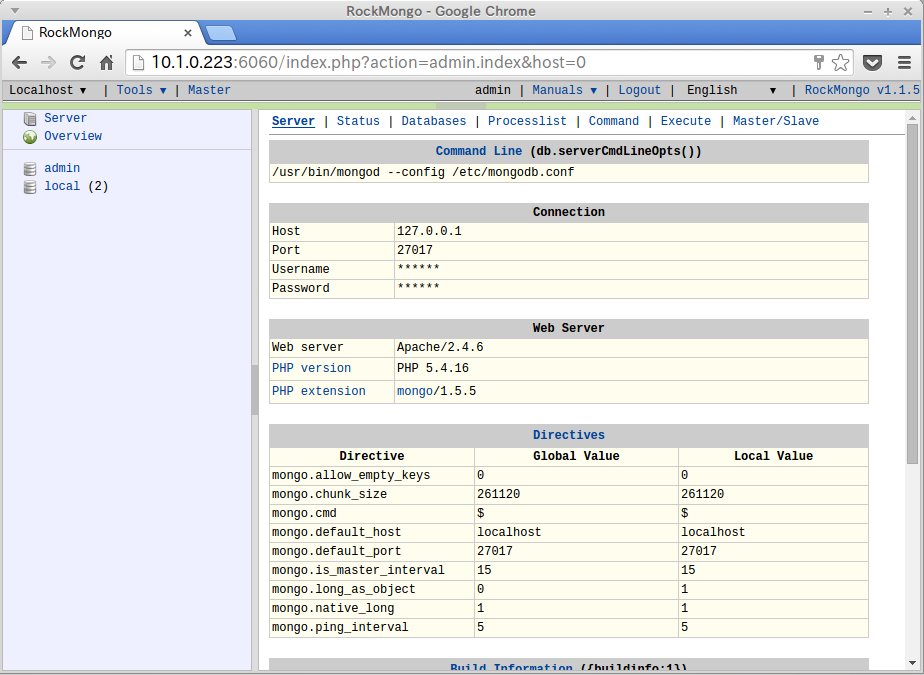 RockMongo - Google Chrome
RockMongo
10.1.0.223:6060/index.php?action=admin.index&host=0
Localhost ▼ | Tools ▼ | Master admin | Manuals ▼ | Logout | English ▼ | RockMongo v1.1.5
Server
Overview
admin
local (2)
Server | Status | Databases | Processlist | Command | Execute | Master/Slave
Command Line (db.serverCmdLineOpts())
/usr/bin/mongod --config /etc/mongodb.conf
Connection
Host 127.0.0.1
Port 27017
Username ******
Password ******
Web Server
Web server Apache/2.4.6
PHP version PHP 5.4.16
PHP extension mongo/1.5.5
Directives
Directive Global Value Local Value
mongo.allow_empty_keys 0 0
mongo.chunk_size 261120 261120
mongo.cmd $ $
mongo.default_host localhost localhost
mongo.default_port 27017 27017
mongo.is_master_interval 15 15
mongo.long_as_object 0 1
mongo.native_long 1 1
mongo.ping_interval 5 5
Build Information ({buildinfo:1})